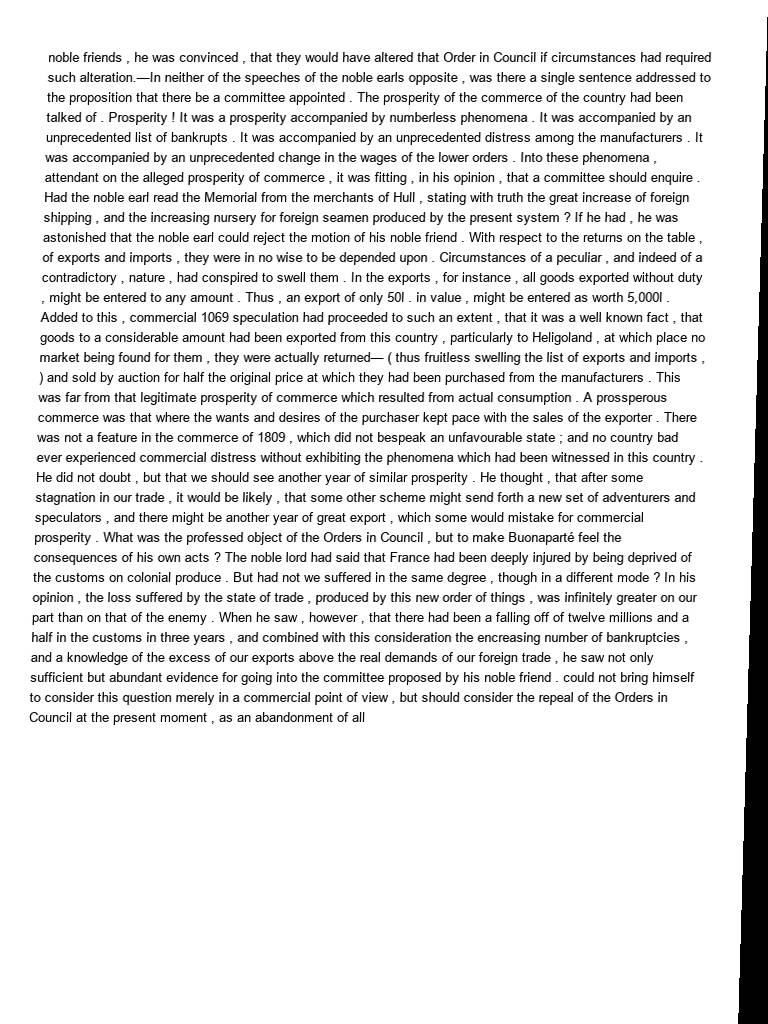 noble friends , he was convinced , that they would have altered that Order in Council if circumstances had required
such alteration.—In neither of the speeches of the noble earls opposite , was there a single sentence addressed to
the proposition that there be a committee appointed . The prosperity of the commerce of the country had been
talked of . Prosperity ! It was a prosperity accompanied by numberless phenomena . It was accompanied by an
unprecedented list of bankrupts . It was accompanied by an unprecedented distress among the manufacturers . It
was accompanied by an unprecedented change in the wages of the lower orders . Into these phenomena ,
attendant on the alleged prosperity of commerce , it was fitting , in his opinion , that a committee should enquire .
Had the noble earl read the Memorial from the merchants of Hull , stating with truth the great increase of foreign
shipping , and the increasing nursery for foreign seamen produced by the present system ? If he had , he was
astonished that the noble earl could reject the motion of his noble friend . With respect to the returns on the table ,
of exports and imports , they were in no wise to be depended upon . Circumstances of a peculiar , and indeed of a
contradictory , nature , had conspired to swell them . In the exports , for instance , all goods exported without duty
, might be entered to any amount . Thus , an export of only 50l . in value , might be entered as worth 5,000l .
Added to this , commercial 1069 speculation had proceeded to such an extent , that it was a well known fact , that
goods to a considerable amount had been exported from this country , particularly to Heligoland , at which place no
market being found for them , they were actually returned— ( thus fruitless swelling the list of exports and imports ,
) and sold by auction for half the original price at which they had been purchased from the manufacturers . This
was far from that legitimate prosperity of commerce which resulted from actual consumption . A prossperous
commerce was that where the wants and desires of the purchaser kept pace with the sales of the exporter . There
was not a feature in the commerce of 1809 , which did not bespeak an unfavourable state ; and no country bad
ever experienced commercial distress without exhibiting the phenomena which had been witnessed in this country .
He did not doubt , but that we should see another year of similar prosperity . He thought , that after some
stagnation in our trade , it would be likely , that some other scheme might send forth a new set of adventurers and
speculators , and there might be another year of great export , which some would mistake for commercial
prosperity . What was the professed object of the Orders in Council , but to make Buonaparté feel the
consequences of his own acts ? The noble lord had said that France had been deeply injured by being deprived of
the customs on colonial produce . But had not we suffered in the same degree , though in a different mode ? In his
opinion , the loss suffered by the state of trade , produced by this new order of things , was infinitely greater on our
part than on that of the enemy . When he saw , however , that there had been a falling off of twelve millions and a
half in the customs in three years , and combined with this consideration the encreasing number of bankruptcies ,
and a knowledge of the excess of our exports above the real demands of our foreign trade , he saw not only
sufficient but abundant evidence for going into the committee proposed by his noble friend . could not bring himself
to consider this question merely in a commercial point of view , but should consider the repeal of the Orders in
Council at the present moment , as an abandonment of all